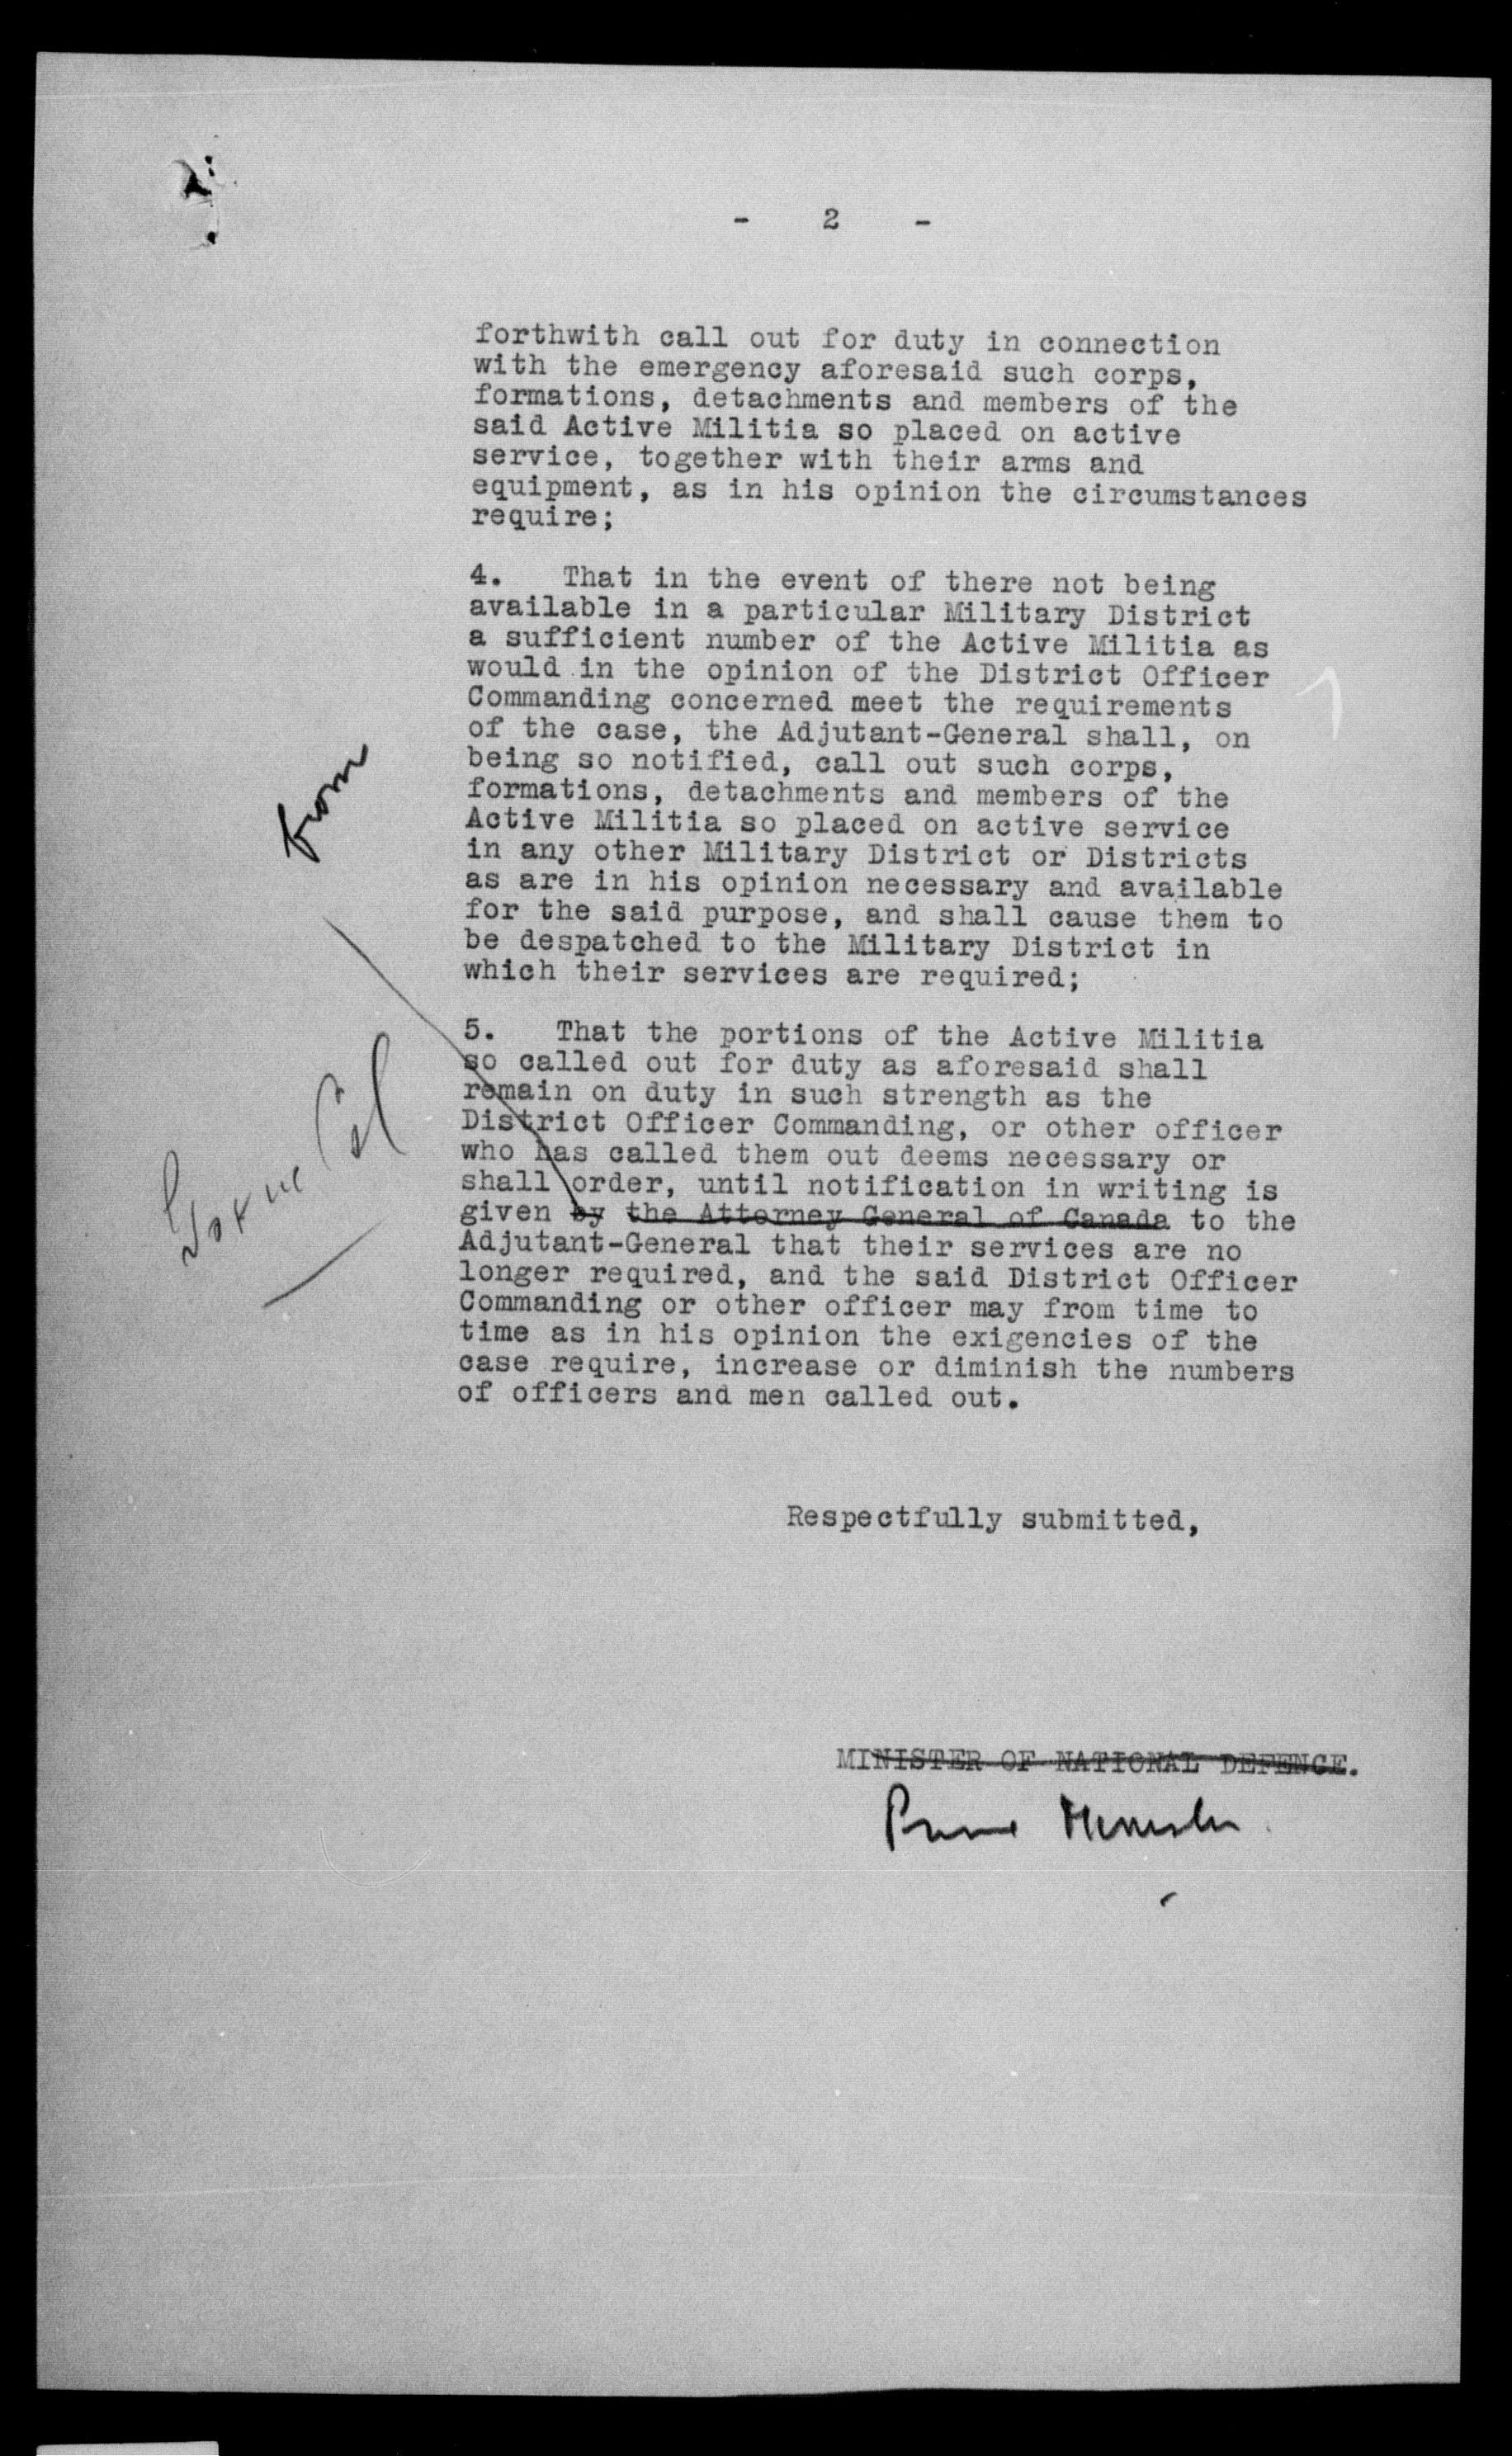 - 2 -
forthwith call out for duty in connection
with the emergency aforesaid such corps,
formations, detachments and members of the
said Active Militia so placed on active
service, together with their arms and
equipment, as in his opinion the circumstances
require;
4. That in the event of there not being
available in a particular Military District
a sufficient number of the Active Militia as
would in the opinion of the District Officer
Commanding concerned meet the requirements
of the case, the Adjutant-General shall, on
being so notified, call out such corps,
formations, detachments and members of the
Active Militia so placed on active service
in any other Military District or Districts
as are in his opinion necessary and available
for the said purpose, and shall cause them to
be despatched to the Military District in
which their services are required;
from
5. That the portions of the Active Militia
so called out for duty as aforesaid shall
remain on duty in such strength as the
District Officer Commanding, or other officer
who has called them out deems necessary or
shall order, until notification in writing is
given by the Attorney General of Canada to the
Adjutant-General that their services are no
longer required, and the said District Officer
Commanding or other officer may from time to
time as in his opinion the exigencies of the
case require, increase or diminish the numbers
of officers and men called out.
Respectfully submitted,
MINISTER OF NATIONAL DEFENCE.
Prime Minister